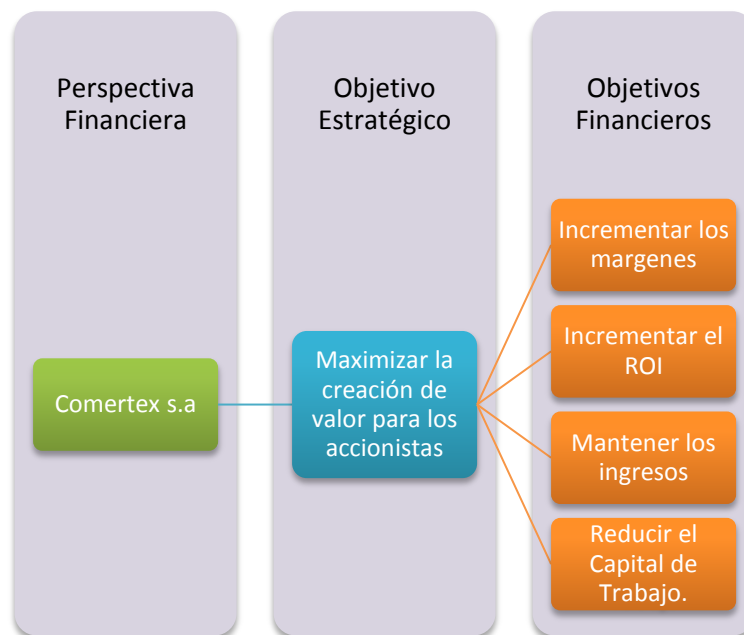 Perspectiva
Financiera
Objetivo
Estratégico
Objetivos
Financieros
Comertex s.a
Maximizar la
creación de
valor para los
accionistas
Incrementar los
margenes
Incrementar el
ROI
Mantener los
ingresos
Reducir el
Capital de
Trabajo.